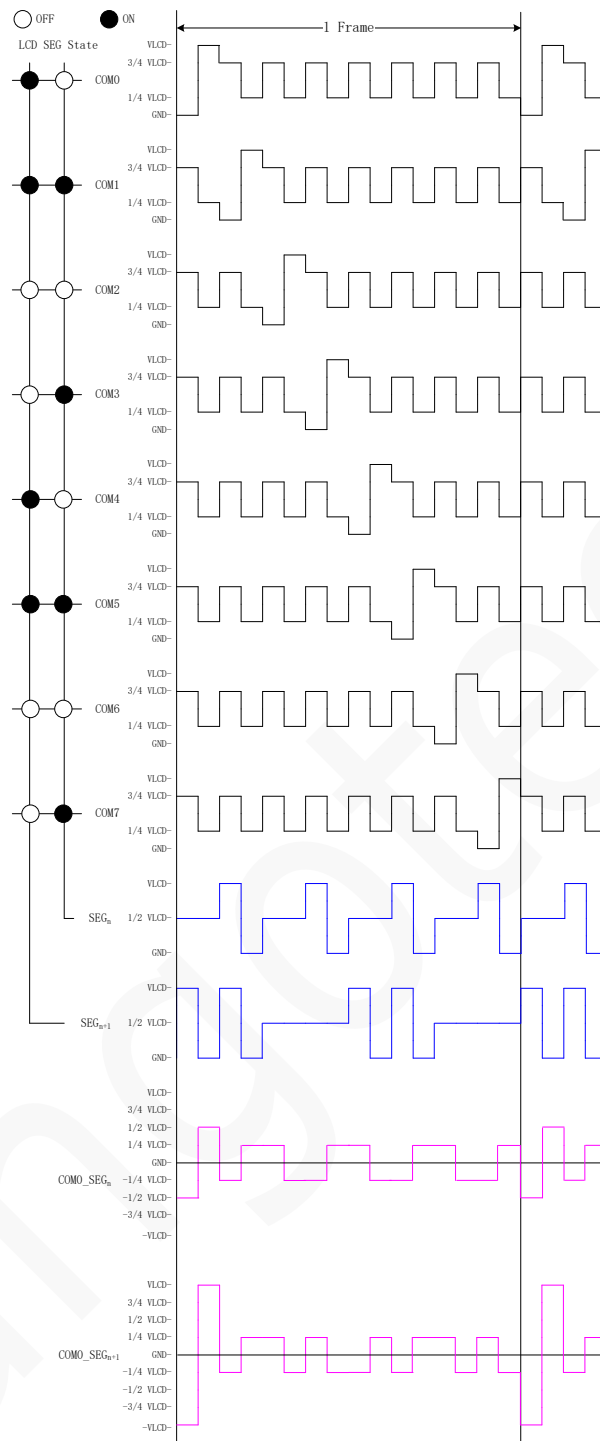 OFF ON
1 Frame
LCD SEG State
VLCD-
3/4 VLCD-
COM0
1/4 VLCD-
GND-
VLCD-
3/4 VLCD-
COM1
1/4 VLCD-
GND-
VLCD-
3/4 VLCD-
COM2
1/4 VLCD-
GND-
VLCD-
3/4 VLCD-
COM3
1/4 VLCD-
GND-
VLCD-
3/4 VLCD-
COM4
1/4 VLCD-
GND-
VLCD-
3/4 VLCD-
COM5
1/4 VLCD-
GND-
VLCD-
3/4 VLCD-
COM6
1/4 VLCD-
GND-
VLCD-
3/4 VLCD-
COM7
1/4 VLCD-
GND-
VLCD-
SEGn 1/2 VLCD-
GND-
VLCD-
SEGn+1 1/2 VLCD-
GND-
VLCD-
3/4 VLCD-
1/2 VLCD-
1/4 VLCD-
GND-
COM0_SEGn -1/4 VLCD-
-1/2 VLCD-
-3/4 VLCD-
-VLCD-
VLCD-
3/4 VLCD-
1/2 VLCD-
1/4 VLCD-
COM0_SEGn+1 GND-
-1/4 VLCD-
-1/2 VLCD-
-3/4 VLCD-
-VLCD-